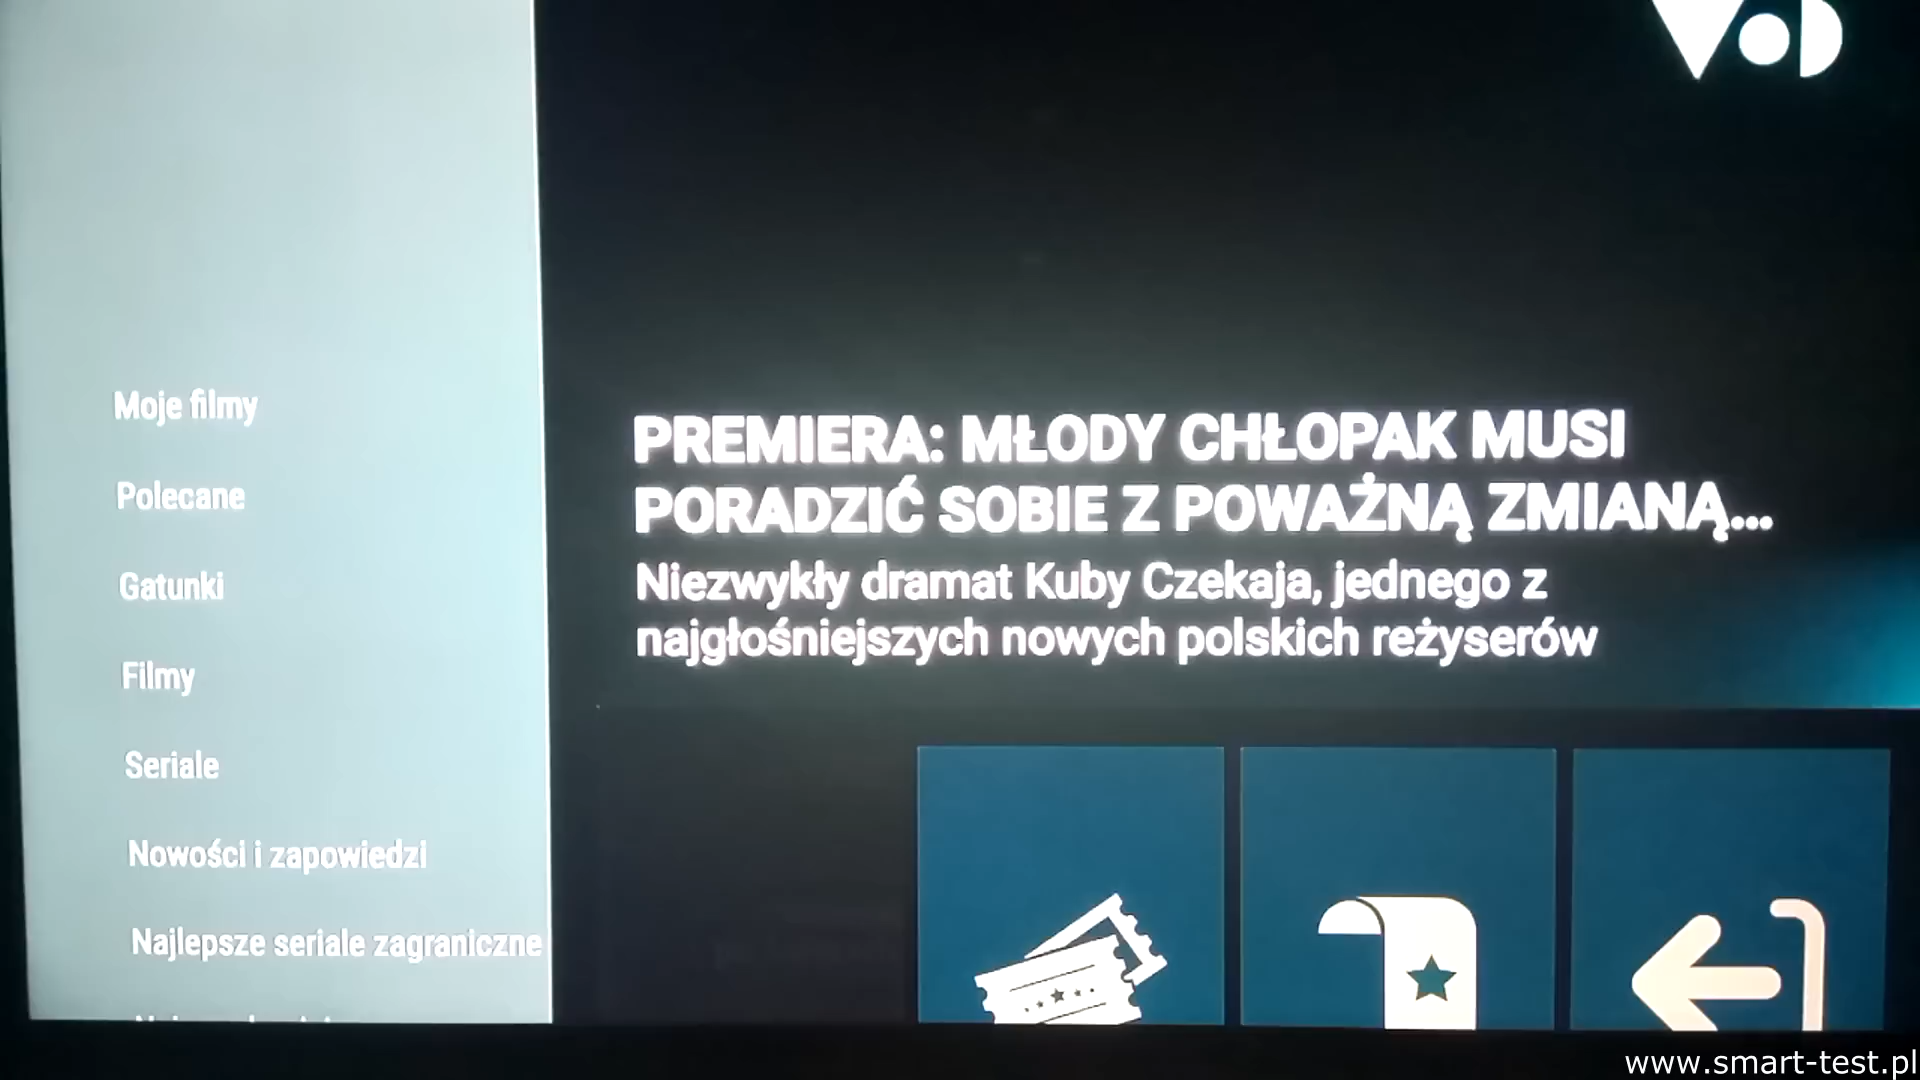 VOD
Moje filmy
Polecane
Gatunki
Filmy
Seriale
Nowości i zapowiedzi
Najlepsze seriale zagraniczne
PREMIERA: MŁODY CHŁOPAK MUSI
PORADZIĆ SOBIE Z POWAŻNĄ ZMIANĄ...
Niezwykły dramat Kuby Czekaja, jednego z
najgłośniejszych nowych polskich reżyserów
www.smart-test.pl